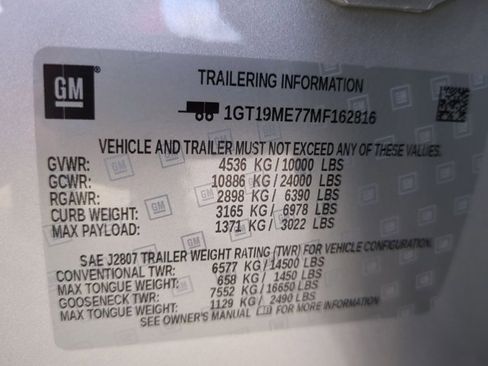 GM
TRAILERING INFORMATION
1GT19ME77MF162816
VEHICLE AND TRAILER MUST NOT EXCEED ANY OF THESE VALUES.
GVWR: 4536 KG/10000 LBS
GCWR: 10886 KG/24000 LBS
RGAWR: 2898 KG/ 6390 LBS
CURB WEIGHT: 3165 KG/ 6978 LBS
MAX PAYLOAD: 1371 KG/ 3022 LBS
SAE J2807 TRAILER WEIGHT RATING (TWR) FOR VEHICLE CONFIGURATION.
CONVENTIONAL TWR: 6577 KG/14500 LBS
MAX TONGUE WEIGHT: 658 KG/ 1450 LBS
GOOSENECK TWR: 7552 KG/16650 LBS
MAX TONGUE WEIGHT: 1129 KG/ 2490 LBS
SEE OWNER'S MANUAL FOR MORE INFORMATION